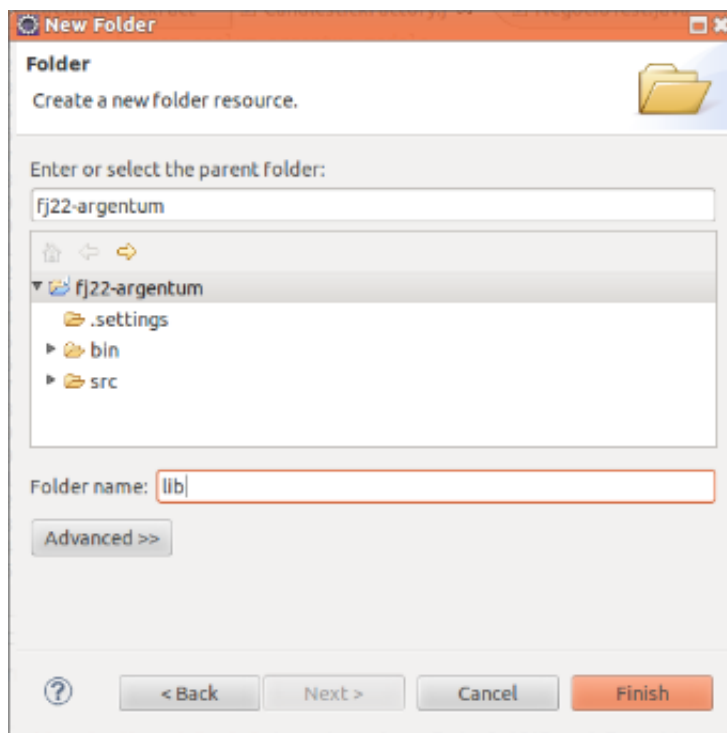 New Folder
Folder
Create a new folder resource.
Enter or select the parent folder:
fj22-argentum
fj22-argentum
.settings
bin
src
Folder name: lib
Advanced >>
? < Back Next > Cancel Finish